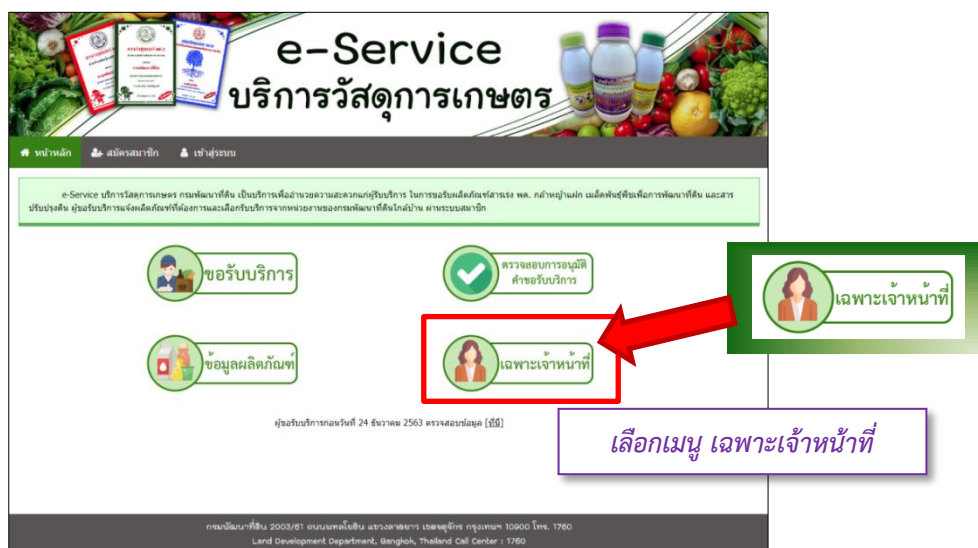 e-Service
บริการวัสดุการเกษตร
หน้าหลัก สมัครสมาชิก เข้าสู่ระบบ
e-Service บริการวัสดุการเกษตร กรมพัฒนาที่ดิน เป็นบริการเพื่ออำนวยความสะดวกแก่ผู้รับบริการ ในการขอรับผลิตภัณฑ์สารเร่ง พด. กล้าหญ้าแฝก เมล็ดพันธุ์พืชเพื่อการพัฒนาที่ดิน และสาร
ปรับปรุงดิน ผู้ขอรับบริการแจ้งผลิตภัณฑ์ที่ต้องการและเลือกรับบริการจากหน่วยงานของกรมพัฒนาที่ดินใกล้บ้าน ผ่านระบบสมาชิก
ขอรับบริการ
ตรวจสอบการอนุมัติ
คำขอรับบริการ
ข้อมูลผลิตภัณฑ์
เฉพาะเจ้าหน้าที่
เฉพาะเจ้าหน้าที่
ผู้ขอรับบริการก่อนวันที่ 24 ธันวาคม 2563 ตรวจสอบข้อมูล [ที่นี่]
เลือกเมนู เฉพาะเจ้าหน้าที่
กรมพัฒนาที่ดิน 2003/61 ถนนพหลโยธิน แขวงลาดยาว เขตจตุจักร กรุงเทพฯ 10900 โทร. 1760
Land Development Department, Bangkok, Thailand Call Center : 1760